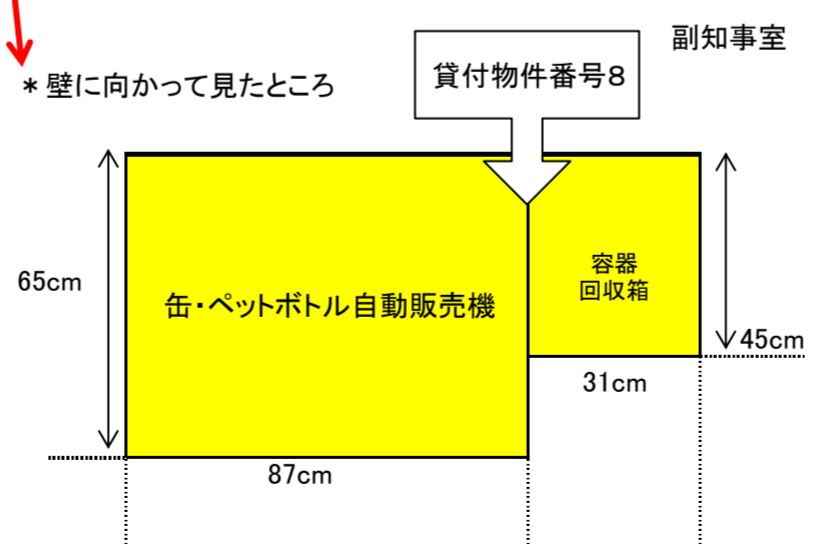 副知事室
貸付物件番号8
*壁に向かって見たところ
65cm
缶・ペットボトル自動販売機
容器
回収箱
45cm
31cm
87cm